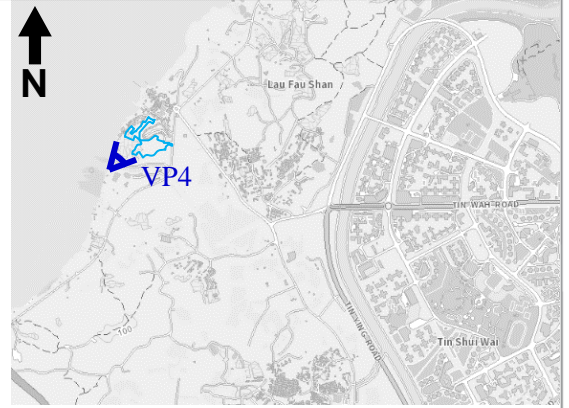 N
Lau Fau Shan
VP4
TIN WAH ROAD
TIN YING ROAD
Tin Shui Wai
100